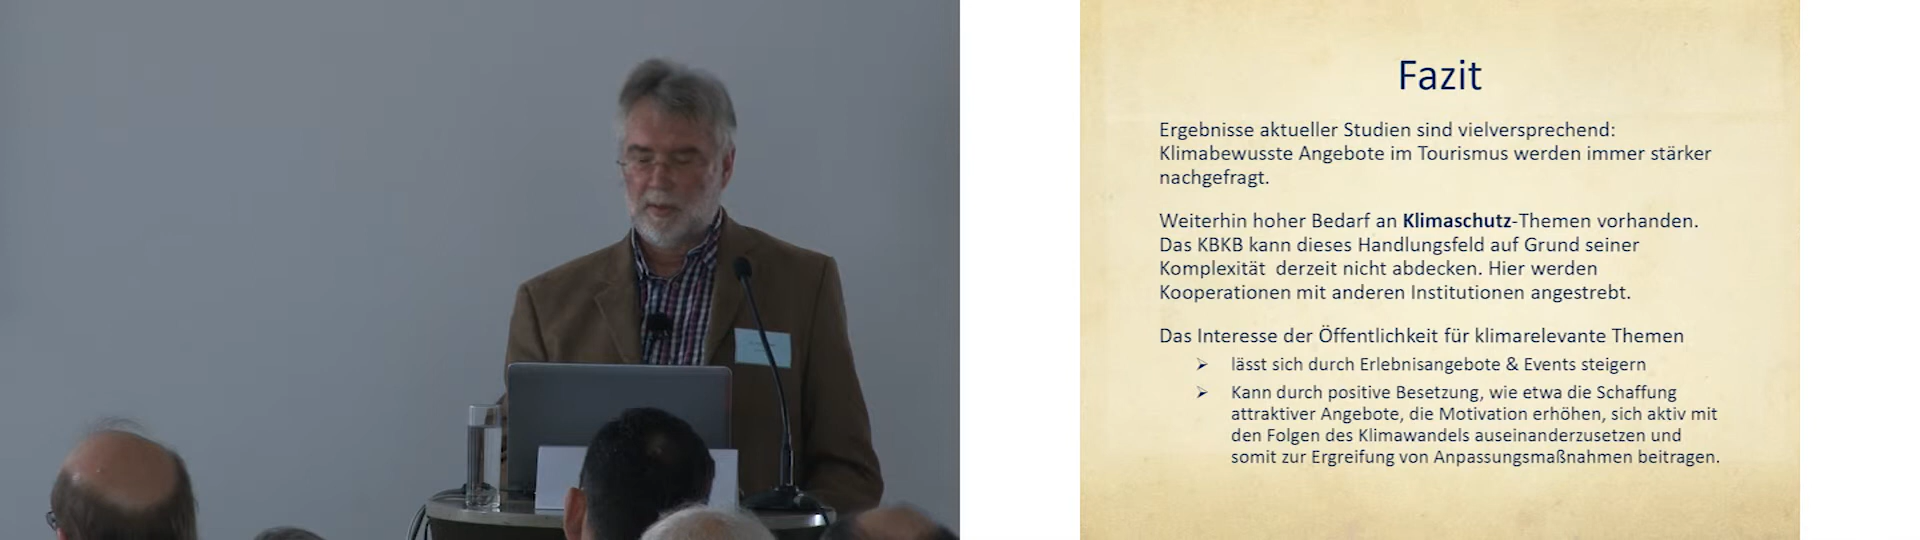 Fazit
Ergebnisse aktueller Studien sind vielversprechend:
Klimabewusste Angebote im Tourismus werden immer stärker
nachgefragt.
Weiterhin hoher Bedarf an Klimaschutz-Themen vorhanden.
Das KBKB kann dieses Handlungsfeld auf Grund seiner
Komplexität derzeit nicht abdecken. Hier werden
Kooperationen mit anderen Institutionen angestrebt.
Das Interesse der Öffentlichkeit für klimarelevante Themen
➢ lässt sich durch Erlebnisangebote & Events steigern
➢ Kann durch positive Besetzung, wie etwa die Schaffung
attraktiver Angebote, die Motivation erhöhen, sich aktiv mit
den Folgen des Klimawandels auseinanderzusetzen und
somit zur Ergreifung von Anpassungsmaßnahmen beitragen.